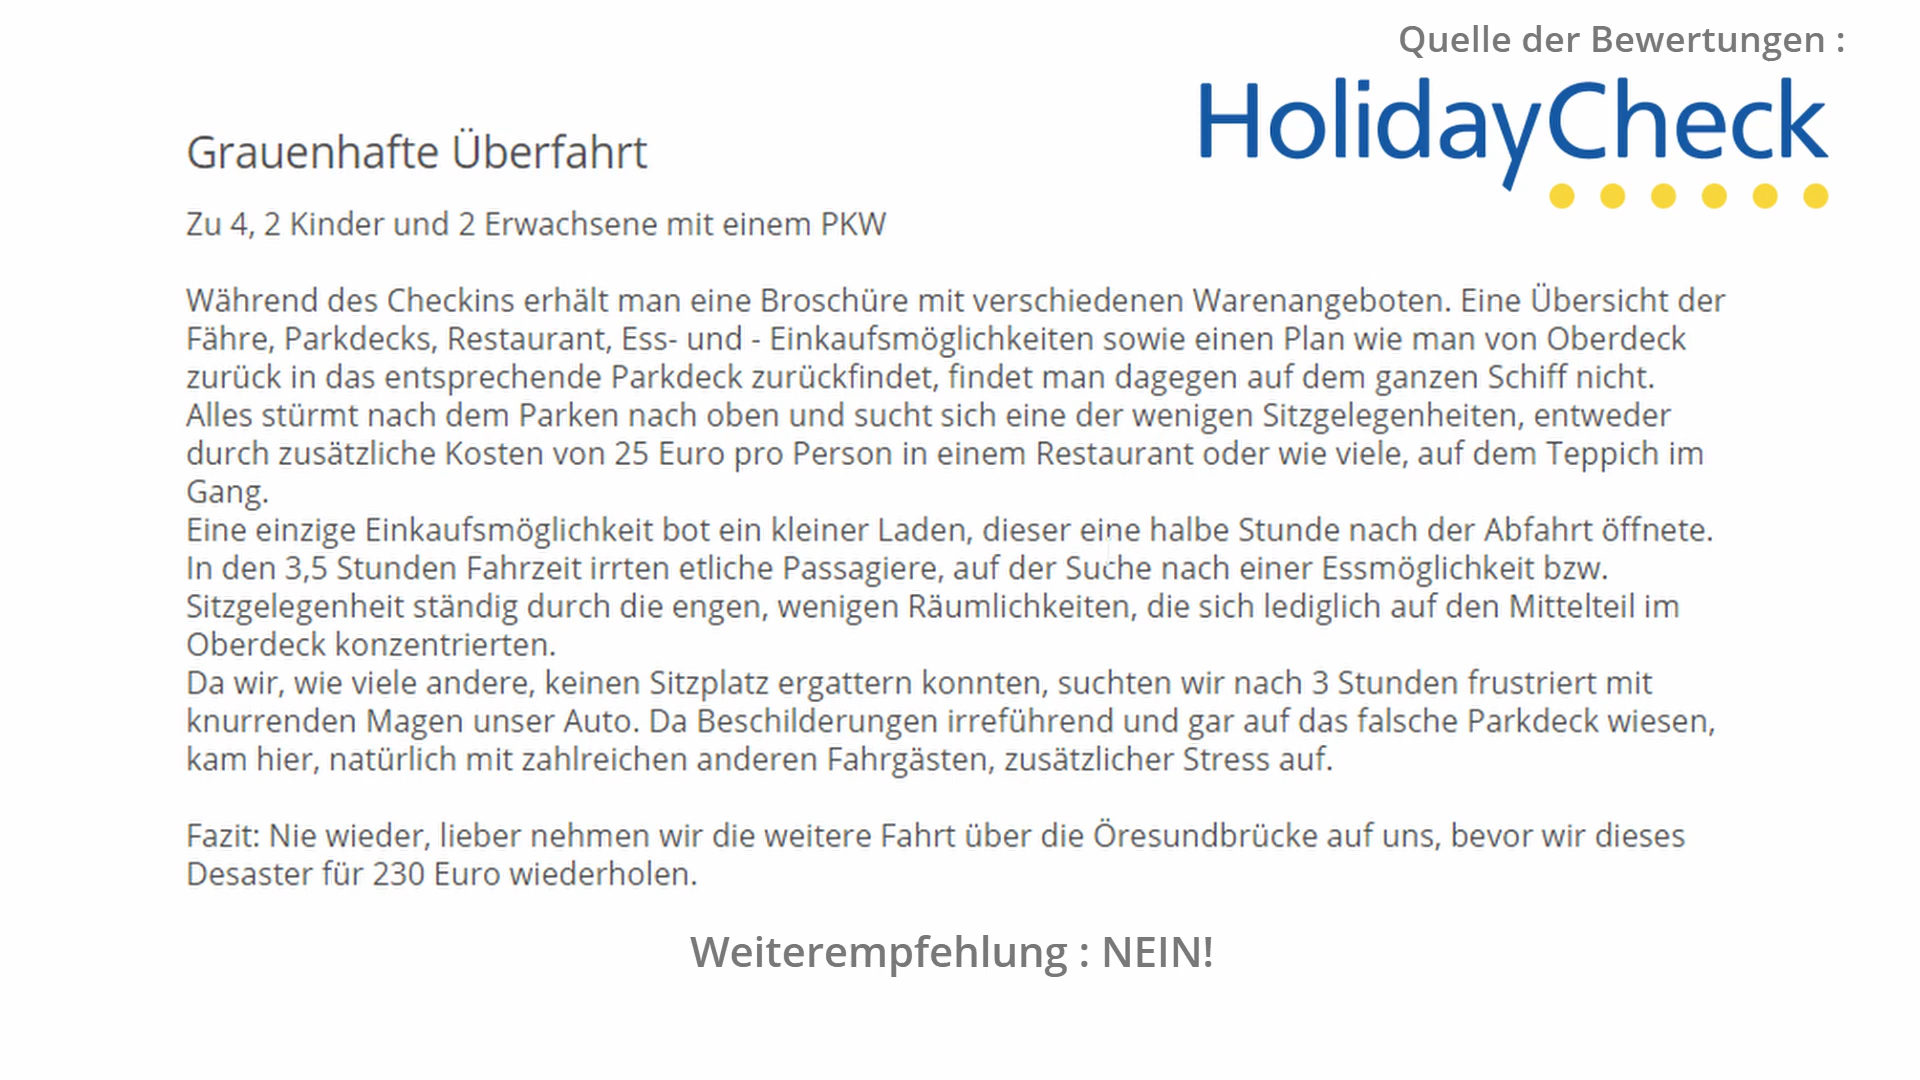 Quelle der Bewertungen :
HolidayCheck
Grauenhafte Überfahrt
Zu 4, 2 Kinder und 2 Erwachsene mit einem PKW
Während des Checkins erhält man eine Broschüre mit verschiedenen Warenangeboten. Eine Übersicht der
Fähre, Parkdecks, Restaurant, Ess- und - Einkaufsmöglichkeiten sowie einen Plan wie man von Oberdeck
zurück in das entsprechende Parkdeck zurückfindet, findet man dagegen auf dem ganzen Schiff nicht.
Alles stürmt nach dem Parken nach oben und sucht sich eine der wenigen Sitzgelegenheiten, entweder
durch zusätzliche Kosten von 25 Euro pro Person in einem Restaurant oder wie viele, auf dem Teppich im
Gang.
Eine einzige Einkaufsmöglichkeit bot ein kleiner Laden, dieser eine halbe Stunde nach der Abfahrt öffnete.
In den 3,5 Stunden Fahrzeit irrten etliche Passagiere, auf der Suche nach einer Essmöglichkeit bzw.
Sitzgelegenheit ständig durch die engen, wenigen Räumlichkeiten, die sich lediglich auf den Mittelteil im
Oberdeck konzentrierten.
Da wir, wie viele andere, keinen Sitzplatz ergattern konnten, suchten wir nach 3 Stunden frustriert mit
knurrenden Magen unser Auto. Da Beschilderungen irreführend und gar auf das falsche Parkdeck wiesen,
kam hier, natürlich mit zahlreichen anderen Fahrgästen, zusätzlicher Stress auf.
Fazit: Nie wieder, lieber nehmen wir die weitere Fahrt über die Öresundbrücke auf uns, bevor wir dieses
Desaster für 230 Euro wiederholen.
Weiterempfehlung : NEIN!